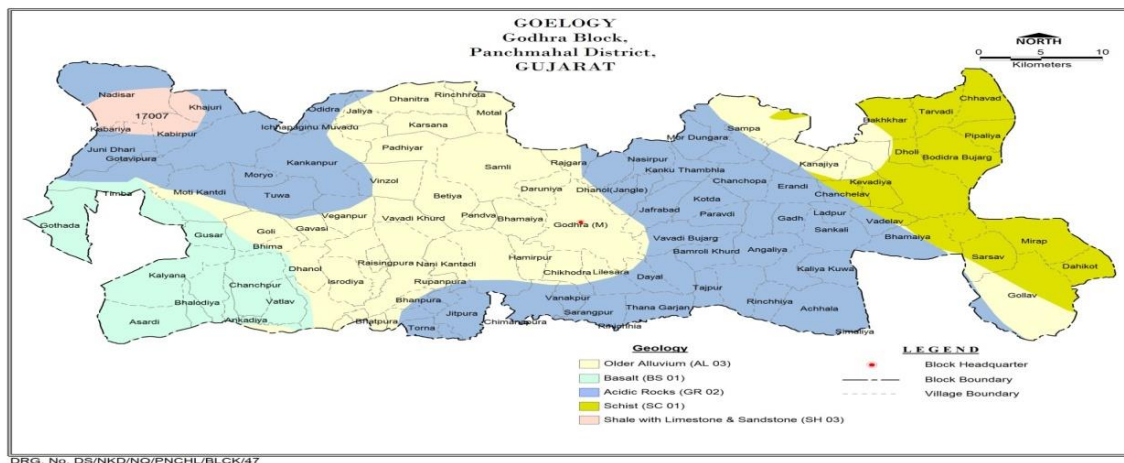 GOELOGY
Godhra Block,
Panchmahal District,
GUJARAT
NORTH
0 5 10
Kilometers
Nadisar
17007
Khajuri
Kabariya
Kabirpur
Juni Dhari
Gotavipura
Moryo
Timba
Moti Kantdi
Tuwa
Kankanpur
Ichhapaginu Muvadu
Odidra
Jaliya
Dhanitra
Rinchhrota
Motal
Karsana
Padhiyar
Samli
Rajgara
Vinzol
Betiya
Daruniya
Dhanol(Jangle)
Veganpur
Vavadi Khurd
Pandva
Bhamaiya
Godhra (M)
Gothada
Gusar
Goli
Gavasi
Bhima
Kalyana
Chanchpur
Dhanol
Raisingpura
Nani Kantadi
Hamirpur
Isrodiya
Rupanpura
Chikhodra
Lilesara
Bhalodiya
Vatlav
Asardi
Ankadiya
Bhanpura
Bhatpura
Torna
Jitpura
Chimanpura
Vanakpur
Sarangpur
Thana Garjan
Dayal
Tajpur
Rinchhiya
Achhala
Simaliya
Nasirpur
Mor Dungara
Sampa
Kanku Thambhla
Chanchopa
Erandi
Kanajiya
Jafrabad
Kotda
Paravdi
Gadh
Ladpur
Sankali
Chanchelav
Kevadiya
Vadelav
Bhamaiya
Vavadi Bujarg
Bamroli Khurd
Angaliya
Kaliya Kuwa
Chhavad
Tarvadi
Pipaliya
Dholi
Bodidra Bujarg
Mirap
Sarsav
Dahikot
Gollav
Geology
Older Alluvium (AL 03)
Basalt (BS 01)
Acidic Rocks (GR 02)
Schist (SC 01)
Shale with Limestone & Sandstone (SH 03)
LEGEND
Block Headquarter
Block Boundary
Village Boundary
DRG. No. DS/NKD/NQ/PNCHL/BLCK/47